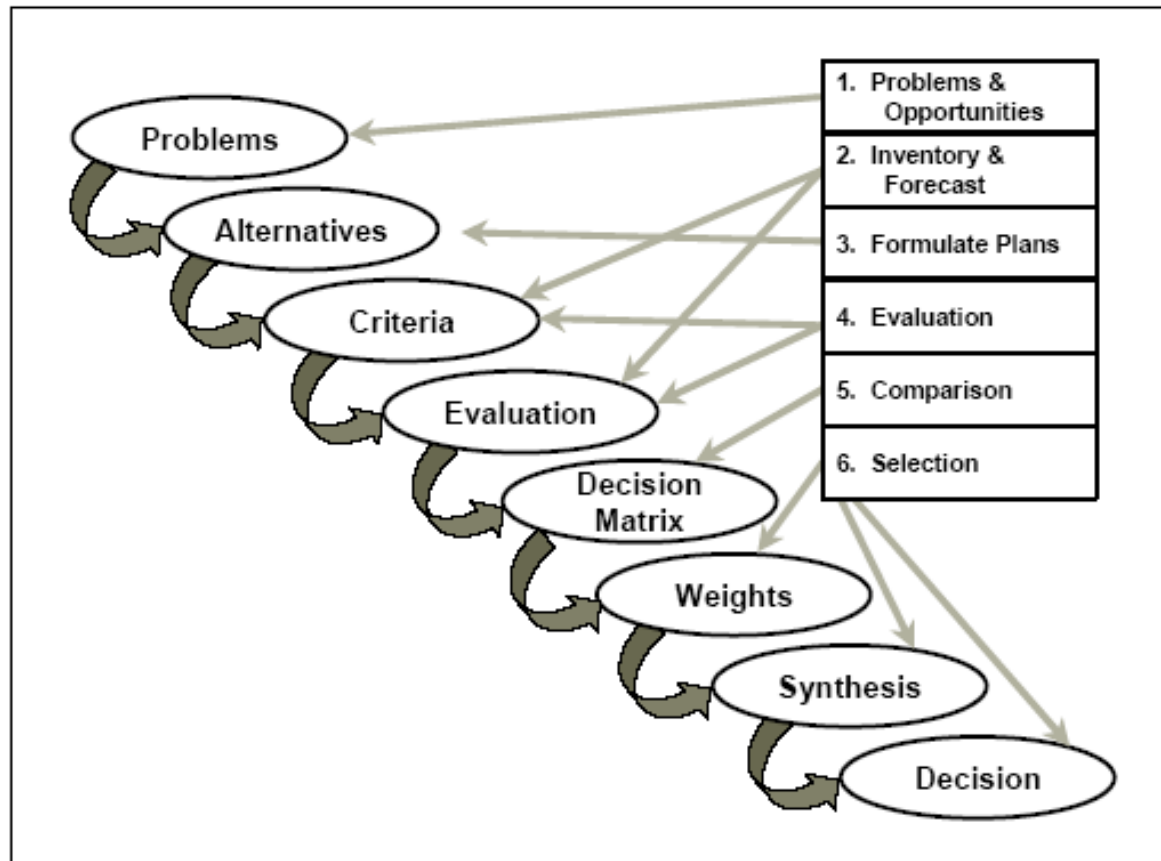 Problems
Alternatives
Criteria
Evaluation
Decision
Matrix
Weights
Synthesis
Decision
1. Problems &
Opportunities
2. Inventory &
Forecast
3. Formulate Plans
4. Evaluation
5. Comparison
6. Selection